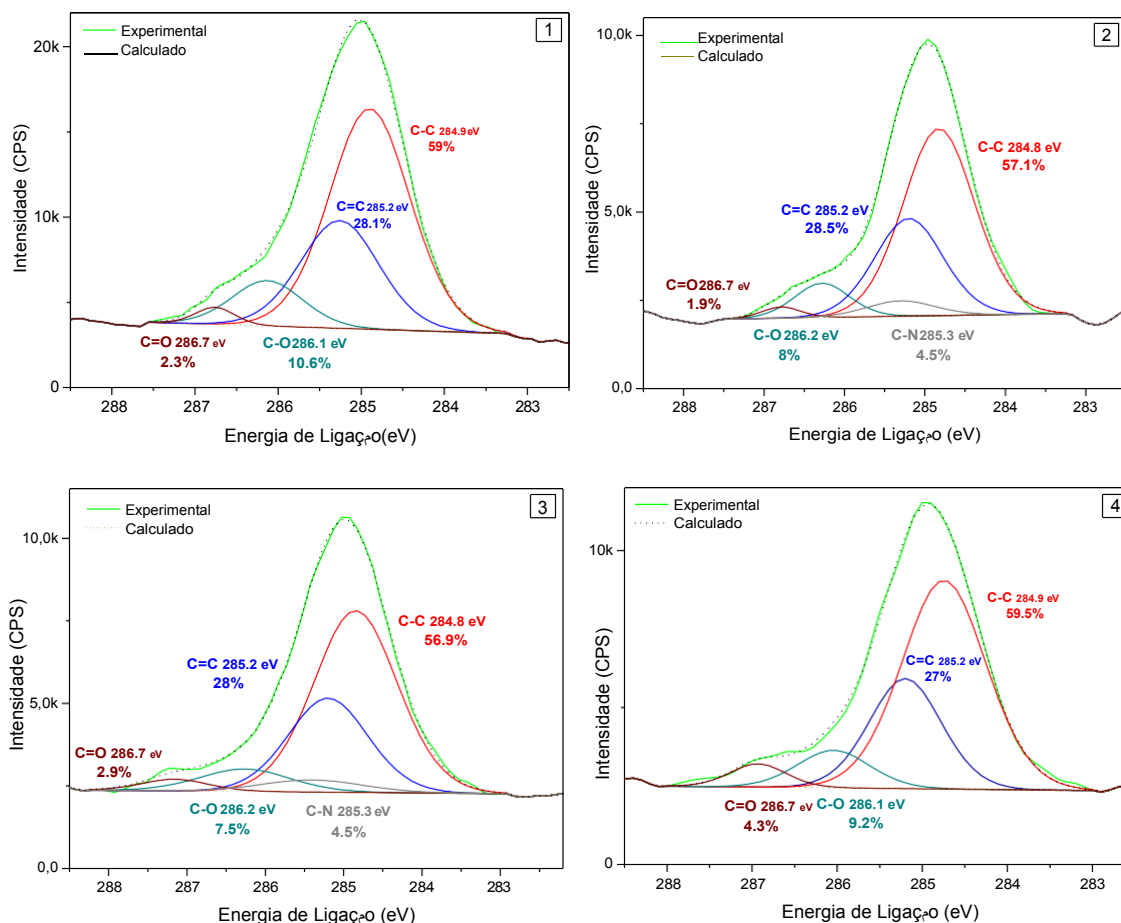 1
Experimental
Calculado
20k
10k
0
Intensidade (CPS)
C-C 284.9 eV
59%
C=C 285.2 eV
28.1%
C=O 286.7 eV
2.3%
C-O 286.1 eV
10.6%
288 287 286 285 284 283
Energia de Ligaç م o(eV)
2
Experimental
Calculado
10,0k
5,0k
0,0
Intensidade (CPS)
C-C 284.8 eV
57.1%
C=C 285.2 eV
28.5%
C=O 286.7 eV
1.9%
C-O 286.2 eV
8%
C-N 285.3 eV
4.5%
288 287 286 285 284 283
Energia de Ligaç م o (eV)
3
Experimental
Calculado
10,0k
5,0k
0,0
Intensidade (CPS)
C-C 284.8 eV
56.9%
C=C 285.2 eV
28%
C=O 286.7 eV
2.9%
C-O 286.2 eV
7.5%
C-N 285.3 eV
4.5%
288 287 286 285 284 283
Energia de Ligaç م o (eV)
4
Experimental
Calculado
10k
0
Intensidade (CPS)
C-C 284.9 eV
59.5%
C=C 285.2 eV
27%
C=O 286.7 eV
4.3%
C-O 286.1 eV
9.2%
288 287 286 285 284 283
Energia de Ligaç م o (eV)